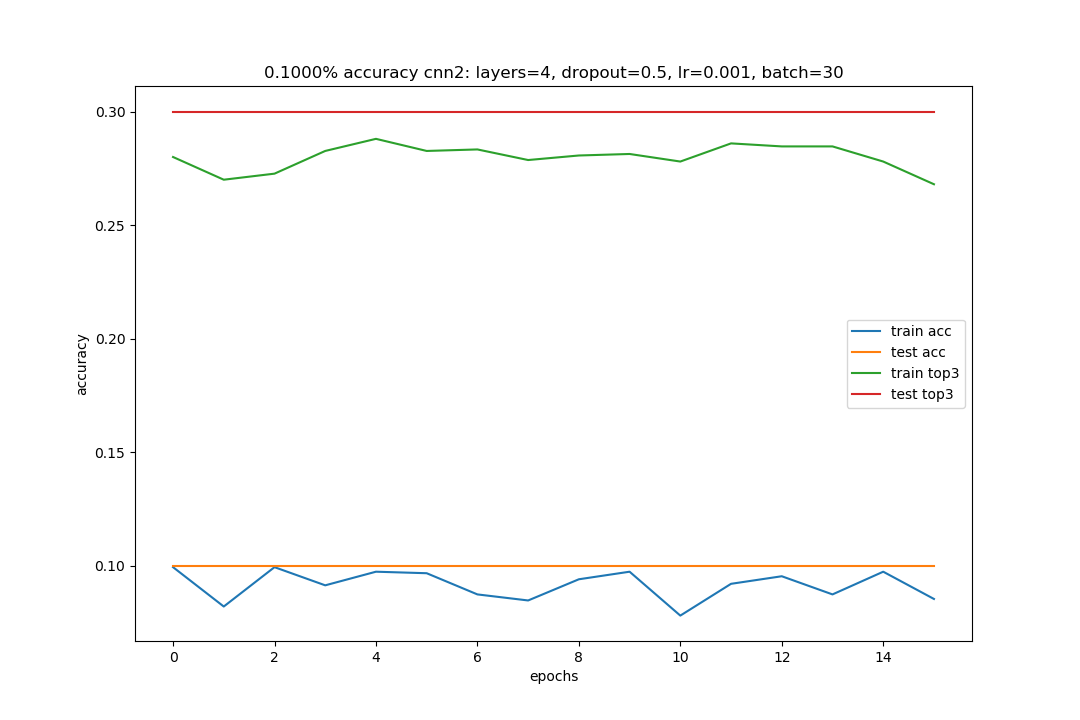 0.1000% accuracy cnn2: layers=4, dropout=0.5, lr=0.001, batch=30
0.30
0.25
0.20
0.15
0.10
accuracy
train acc
test acc
train top3
test top3
0 2 4 6 8 10 12 14
epochs